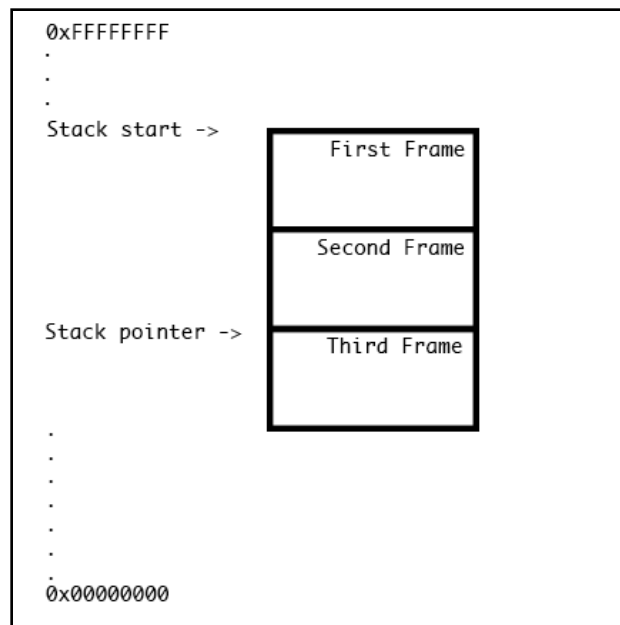 0xFFFFFFFF
.
.
.
Stack start ->
First Frame
Second Frame
Stack pointer ->
Third Frame
.
.
.
.
.
.
.
0x00000000